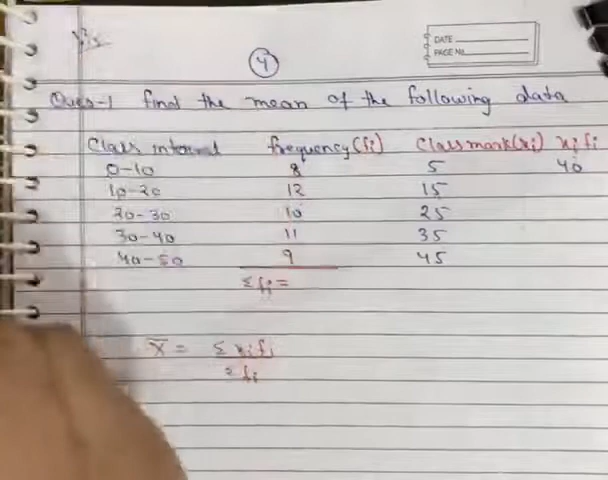 4
DATE
PAGE No.
Ques-1 find the mean of the following data
Class interval frequency (fi) Class mark (xi) xi fi
0-10 8 5 40
10-20 12 15
20-30 10 25
30-40 11 35
40-50 9 45
Σfi =
x̄ = Σxifi
Σfi